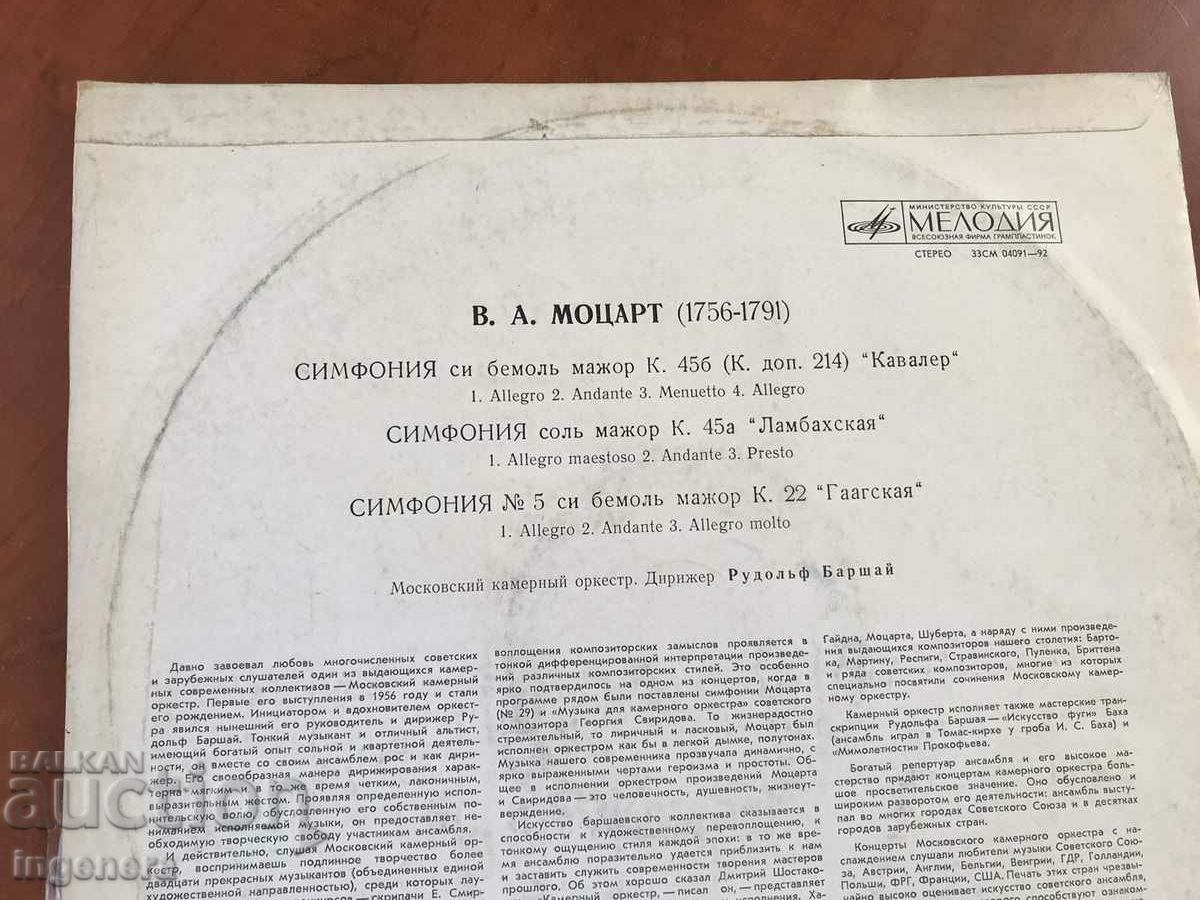 МИНИСТЕРСТВО КУЛЬТУРЫ СССР
МЕЛОДИЯ
ВСЕСОЮЗНАЯ ФИРМА ГРАМПЛАСТИНОК
СТЕРЕО 33СМ 04091—92
В. А. МОЦАРТ (1756-1791)
СИМФОНИЯ си бемоль мажор К. 45б (К. доп. 214) "Кавалер"
1. Allegro 2. Andante 3. Menuetto 4. Allegro
СИМФОНИЯ соль мажор К. 45а "Ламбахская"
1. Allegro maestoso 2. Andante 3. Presto
СИМФОНИЯ № 5 си бемоль мажор К. 22 "Гаагская"
1. Allegro 2. Andante 3. Allegro molto
Московский камерный оркестр. Дирижер Рудольф Баршай
Давно завоевал любовь многочисленных советских
и зарубежных слушателей один из выдающихся камер-
ных современных коллективов — Московский камерный
оркестр. Первые его выступления в 1956 году и стали
его рождением. Инициатором и вдохновителем оркест-
ра явился нынешний его руководитель и дирижер Ру-
дольф Баршай. Тонкий музыкант и отличный альтист,
имеющий богатый опыт сольной и квартетной деятель-
ности, он вместе со своим ансамблем рос и как дири-
жер. Его своеобразная манера дирижирования харак-
терна мягким и в то же время четким, лаконичным,
выразительным жестом. Проявляя определенную испол-
нительскую волю, обусловленную его собственным по-
ниманием исполняемой музыки, он предоставляет не-
обходимую творческую свободу участникам ансамбля.
И действительно, слушая Московский камерный ор-
кестр, воспринимаешь подлинное творчество более
двадцати прекрасных музыкантов (объединенных единой
художественной направленностью), среди которых лау-
скрипачи Е. Смир-
воплощения композиторских замыслов проявляется в
тонкой дифференцированной интерпретации произведе-
ний различных композиторских стилей. Это особенно
ярко подтвердилось на одном из концертов, когда в
программе рядом были поставлены симфонии Моцарта
(№ 29) и «Музыка для камерного оркестра» советского
композитора Георгия Свиридова. То жизнерадостно
стремительный, то лиричный и ласковый, Моцарт был
исполнен оркестром как бы в легкой дымке, полутонах.
Музыка нашего современника прозвучала динамично, с
ярко выраженными чертами героизма и простоты. Об-
щее в исполнении оркестром произведений Моцарта
и Свиридова — это человечность, душевность, жизнеут-
верждение.
Искусство баршаевского коллектива сказывается в
способности к художественному перевоплощению, к
тонкому ощущению стиля каждой эпохи: в то же вре-
мя ансамблю поразительно удается приблизить к нам
и заставить служить современности творения мастеров
прошлого. Об этом хорошо сказал Дмитрий Шостако-
«Камерный оркестр, — писал он, — представляет
исполнения, Ха-
Гайдна, Моцарта, Шуберта, а наряду с ними произведе-
ния выдающихся композиторов нашего столетия: Барто-
ка, Мартину, Респиги, Стравинского, Пуленка, Бриттена
и ряда советских композиторов, многие из которых
специально посвятили сочинения Московскому камер-
ному оркестру.
Камерный оркестр исполняет также мастерские тран-
скрипции Рудольфа Баршая — «Искусство фуги» Баха
(ансамбль играл в Томас-кирхе у гроба И. С. Баха) и
«Мимолетности» Прокофьева.
Богатый репертуар ансамбля и его высокое ма-
стерство придают концертам камерного оркестра боль-
шое просветительское значение. Оно обусловлено и
широким разворотом его деятельности: ансамбль высту-
пал во многих городах Советского Союза и в десятках
городов зарубежных стран.
Концерты Московского камерного оркестра с на-
слаждением слушали любители музыки Советского Сою-
за, Австрии, Англии, Бельгии, Венгрии, ГДР, Голландии,
Польши, ФРГ, Франции, США. Печать этих стран чрезвы-
чайно высоко оценивает искусство советского ансамбля,
способствуют ознаком-
BALKAN
auction
ingener